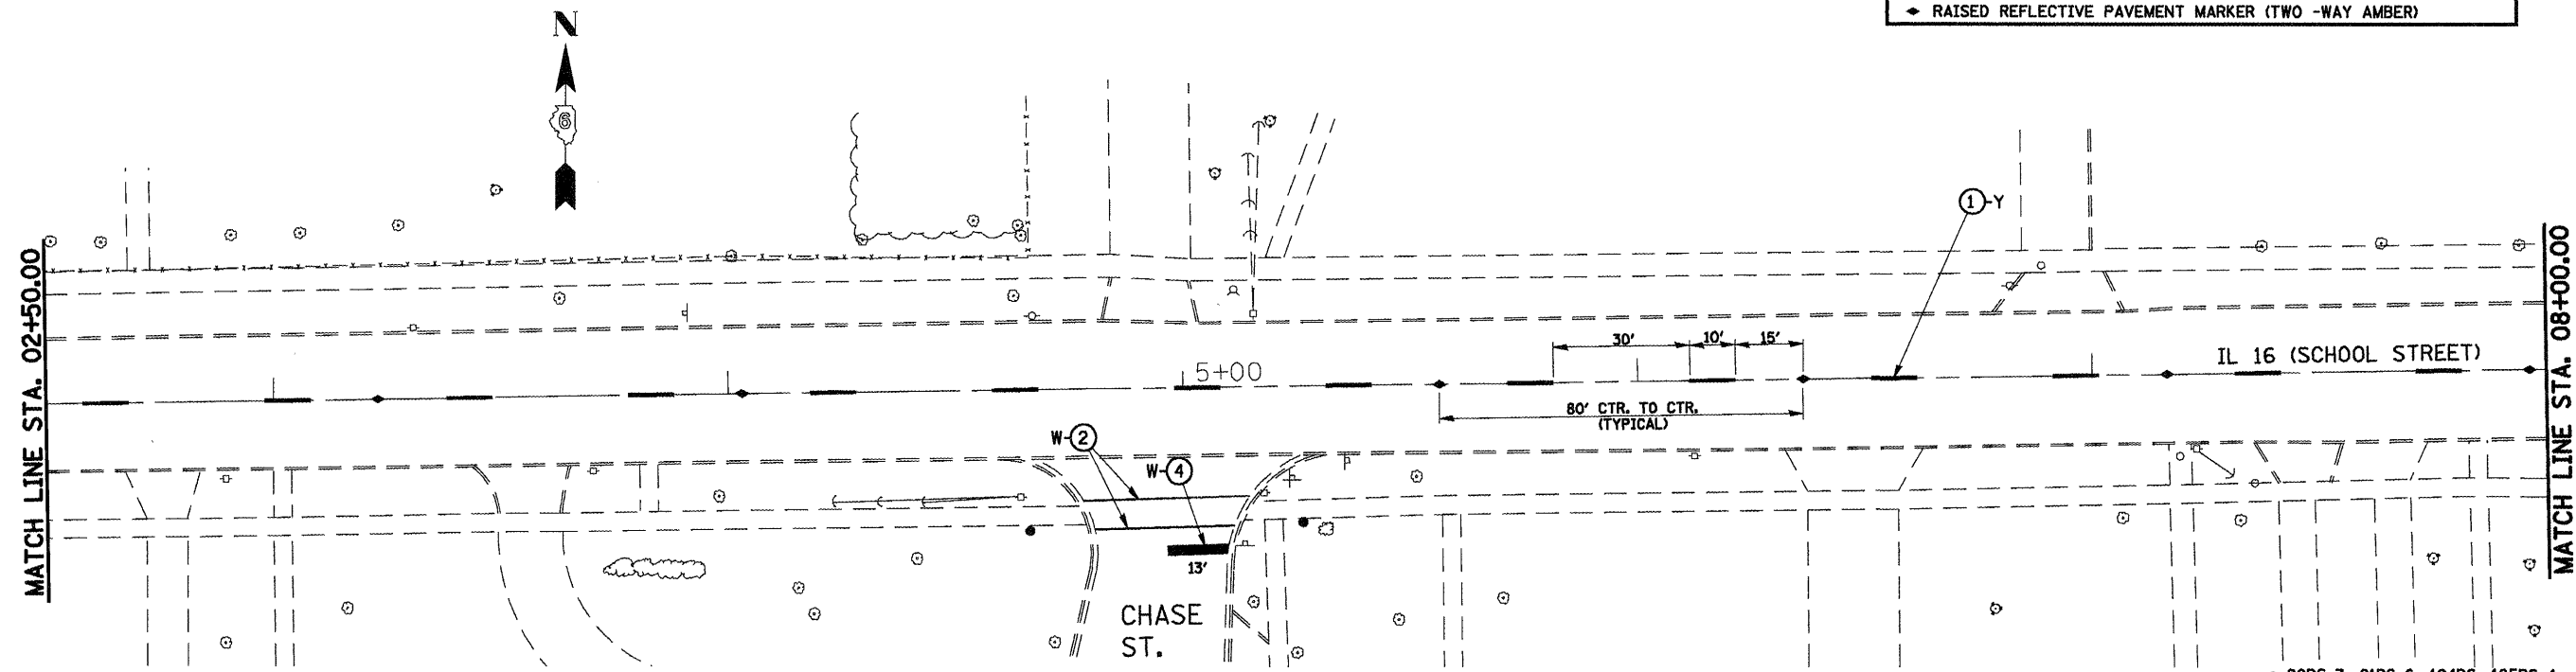 ◆ RAISED REFLECTIVE PAVEMENT MARKER (TWO -WAY AMBER)
N
6
1-Y
MATCH LINE STA. 02+50.00
MATCH LINE STA. 08+00.00
30' 10' 15'
IL 16 (SCHOOL STREET)
5+00
80' CTR. TO CTR.
(TYPICAL)
W-2
W-4
13'
CHASE
ST.